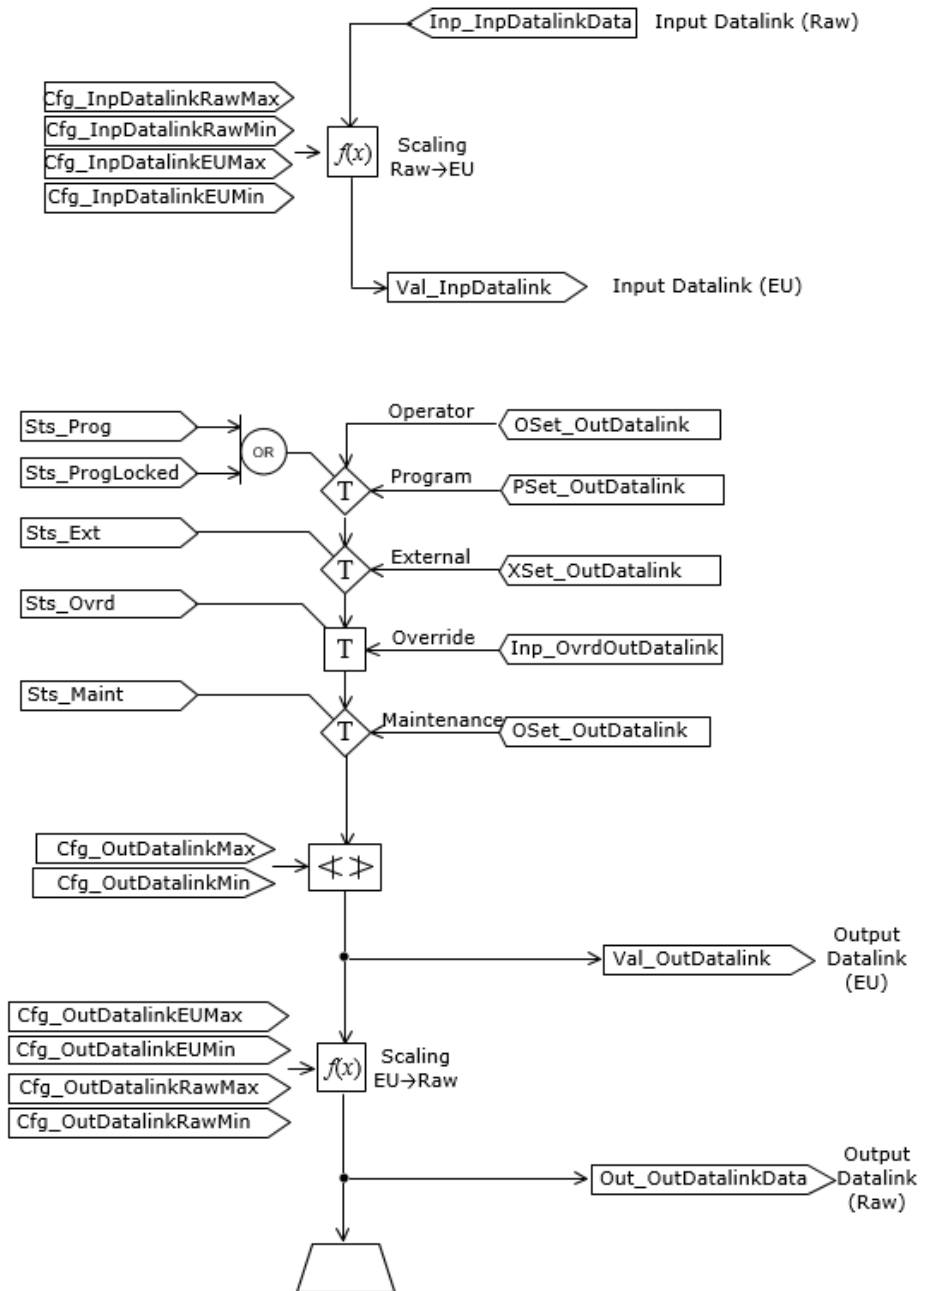 Inp_InpDatalinkData
Input Datalink (Raw)
Cfg_InpDatalinkRawMax
Cfg_InpDatalinkRawMin
Cfg_InpDatalinkEUMax
Cfg_InpDatalinkEUMin
f(x)
Scaling
Raw→EU
Val_InpDatalink
Input Datalink (EU)
Sts_Prog
Sts_ProgLocked
OR
Operator
OSet_OutDatalink
T
Program
PSet_OutDatalink
Sts_Ext
T
External
XSet_OutDatalink
Sts_Ovrd
T
Override
Inp_OvrdOutDatalink
Sts_Maint
T
Maintenance
OSet_OutDatalink
Cfg_OutDatalinkMax
Cfg_OutDatalinkMin
≮ ≯
Val_OutDatalink
Output
Datalink
(EU)
Cfg_OutDatalinkEUMax
Cfg_OutDatalinkEUMin
Cfg_OutDatalinkRawMax
Cfg_OutDatalinkRawMin
f(x)
Scaling
EU→Raw
Out_OutDatalinkData
Output
Datalink
(Raw)